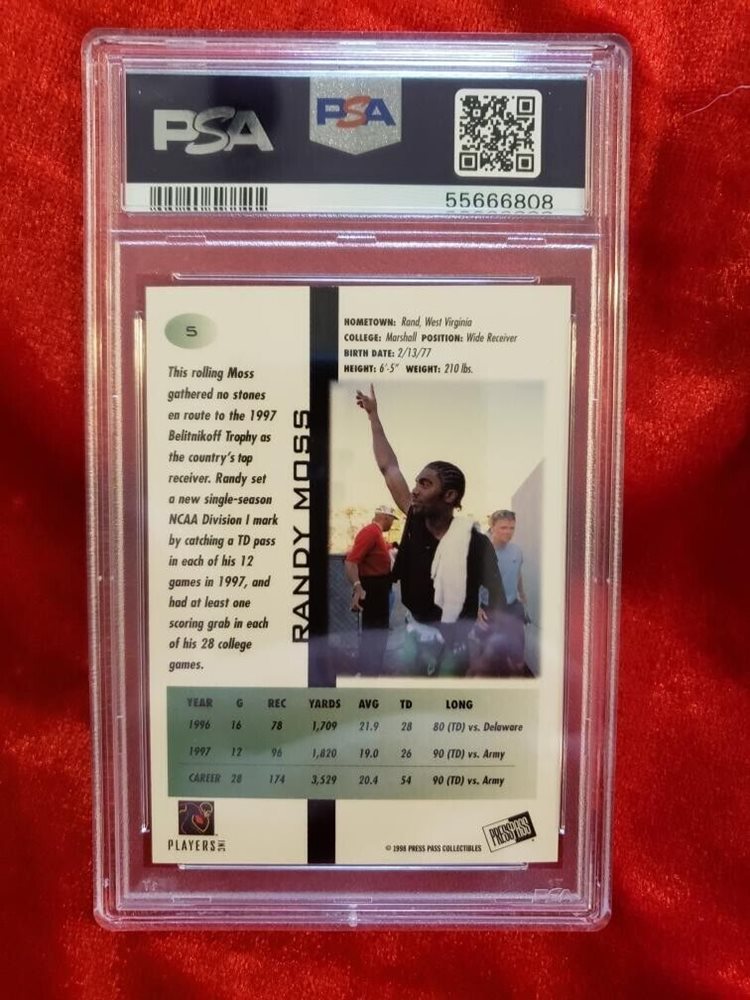 PSA
PSA
55666808
5
HOMETOWN: Rand, West Virginia
COLLEGE: Marshall POSITION: Wide Receiver
BIRTH DATE: 2/13/77
HEIGHT: 6'-5" WEIGHT: 210 lbs.
This rolling Moss
gathered no stones
en route to the 1997
Belitnikoff Trophy as
the country's top
receiver. Randy set
a new single-season
NCAA Division I mark
by catching a TD pass
in each of his 12
games in 1997, and
had at least one
scoring grab in each
of his 28 college
games.
RANDY MOSS
YEAR G REC YARDS AVG TD LONG
1996 16 78 1,709 21.9 28 80 (TD) vs. Delaware
1997 12 96 1,820 19.0 26 90 (TD) vs. Army
CAREER 28 174 3,529 20.4 54 90 (TD) vs. Army
PLAYERS INC
© 1998 PRESS PASS COLLECTIBLES
PRESS PASS
PSA